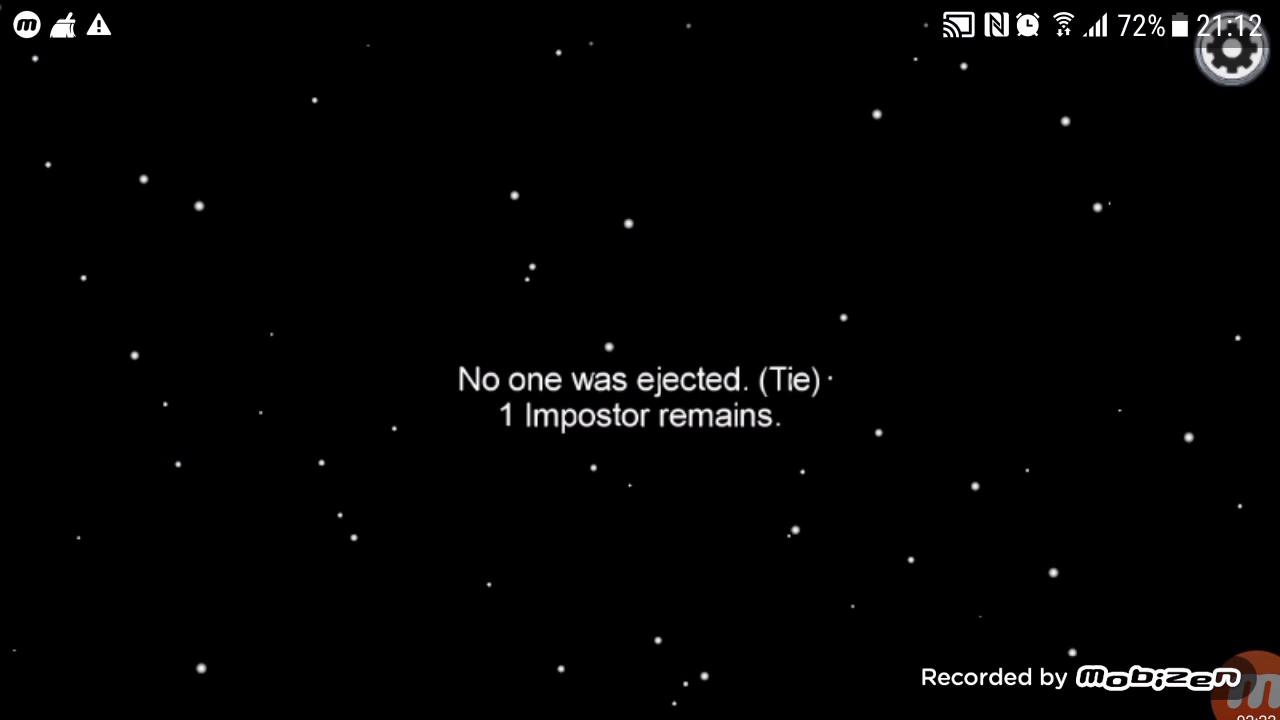 72% 21:12
No one was ejected. (Tie)
1 Impostor remains.
Recorded by mobizen